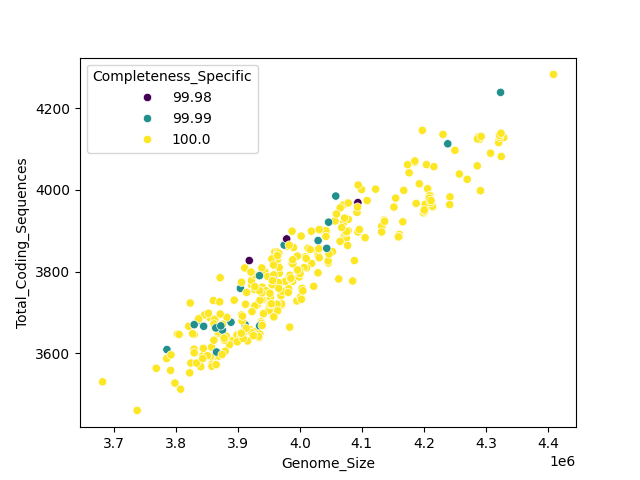 Completeness_Specific
99.98
99.99
100.0
4200
4000
3800
3600
Total_Coding_Sequences
3.7 3.8 3.9 4.0 4.1 4.2 4.3 4.4
1e6
Genome_Size